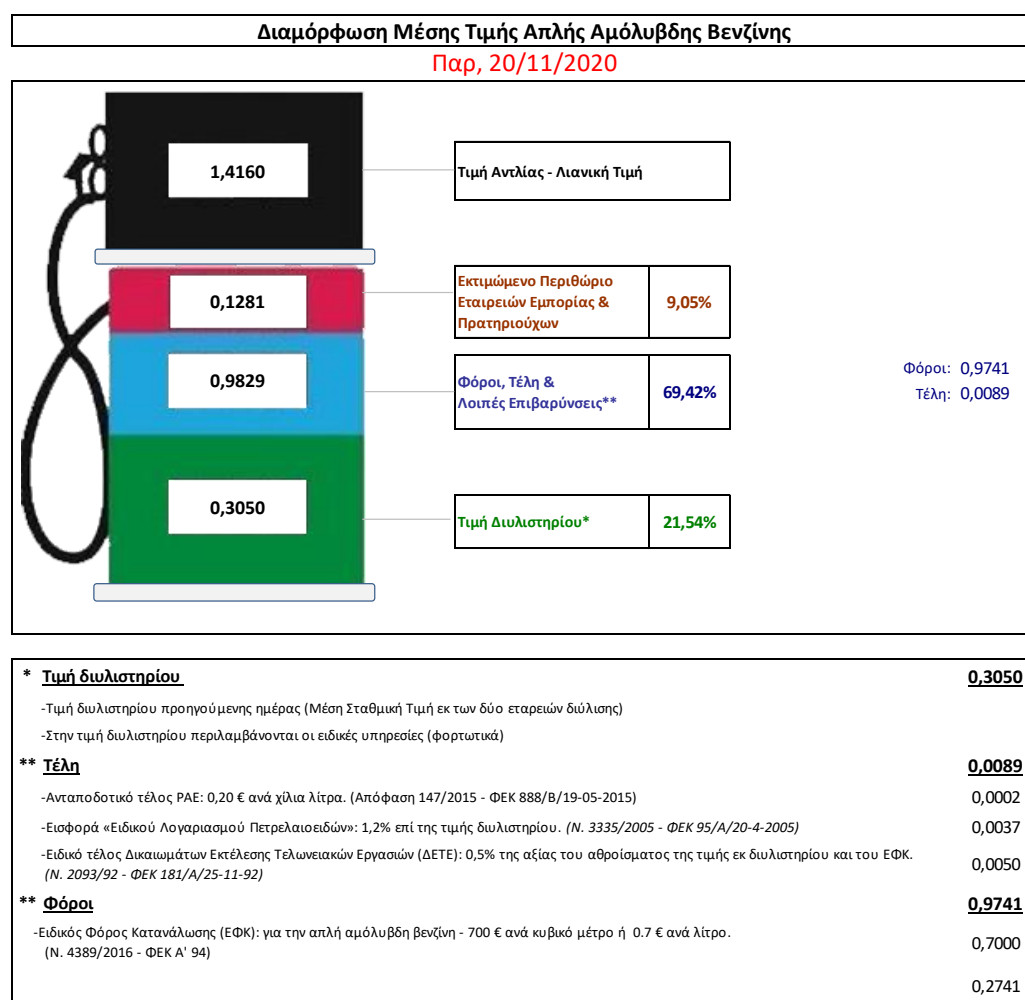 Διαμόρφωση Μέσης Τιμής Απλής Αμόλυβδης Βενζίνης
Παρ, 20/11/2020
1,4160
Τιμή Αντλίας - Λιανική Τιμή
0,1281
Εκτιμώμενο Περιθώριο
Εταιρειών Εμπορίας &
Πρατηριούχων
9,05%
0,9829
Φόροι, Τέλη &
Λοιπές Επιβαρύνσεις**
69,42%
Φόροι: 0,9741
Τέλη: 0,0089
0,3050
Τιμή Διυλιστηρίου*
21,54%
* Τιμή διυλιστηρίου 0,3050
-Τιμή διυλιστηρίου προηγούμενης ημέρας (Μέση Σταθμική Τιμή εκ των δύο εταρειών διύλισης)
-Στην τιμή διυλιστηρίου περιλαμβάνονται οι ειδικές υπηρεσίες (φορτωτικά)
** Τέλη 0,0089
-Ανταποδοτικό τέλος ΡΑΕ: 0,20 € ανά χίλια λίτρα. (Απόφαση 147/2015 - ΦΕΚ 888/Β/19-05-2015) 0,0002
-Εισφορά «Ειδικού Λογαριασμού Πετρελαιοειδών»: 1,2% επί της τιμής διυλιστηρίου. (Ν. 3335/2005 - ΦΕΚ 95/Α/20-4-2005) 0,0037
-Ειδικό τέλος Δικαιωμάτων Εκτέλεσης Τελωνειακών Εργασιών (ΔΕΤΕ): 0,5% της αξίας του αθροίσματος της τιμής εκ διυλιστηρίου και του ΕΦΚ.
(Ν. 2093/92 - ΦΕΚ 181/Α/25-11-92) 0,0050
** Φόροι 0,9741
-Ειδικός Φόρος Κατανάλωσης (ΕΦΚ): για την απλή αμόλυβδη βενζίνη - 700 € ανά κυβικό μέτρο ή 0.7 € ανά λίτρο.
(Ν. 4389/2016 - ΦΕΚ Α' 94) 0,7000
0,2741